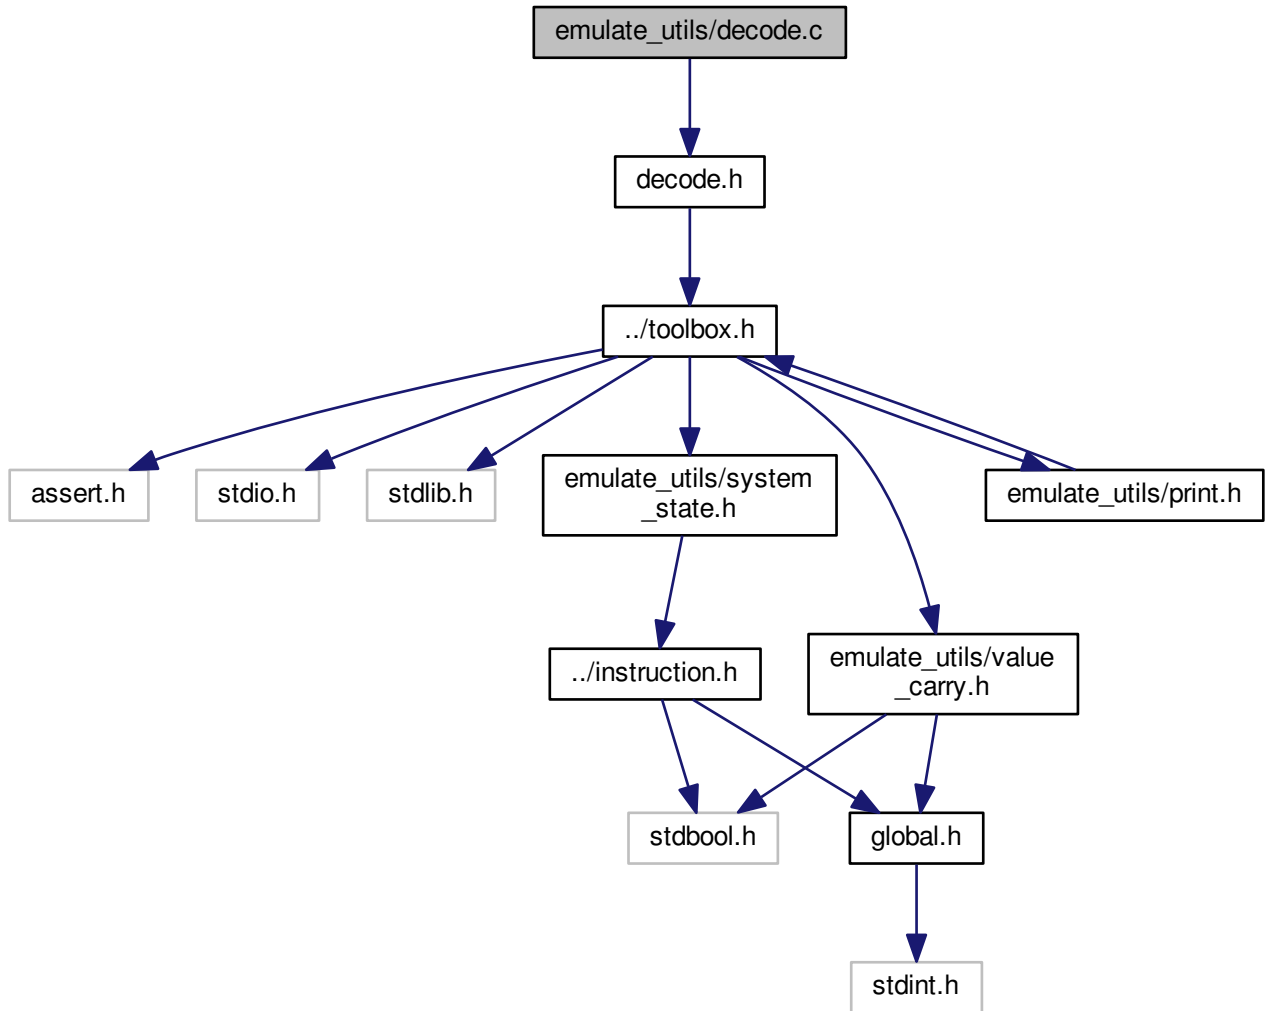 emulate_utils/decode.c
decode.h
../toolbox.h
assert.h
stdio.h
stdlib.h
emulate_utils/system
_state.h
emulate_utils/print.h
../instruction.h
emulate_utils/value
_carry.h
stdbool.h
global.h
stdint.h